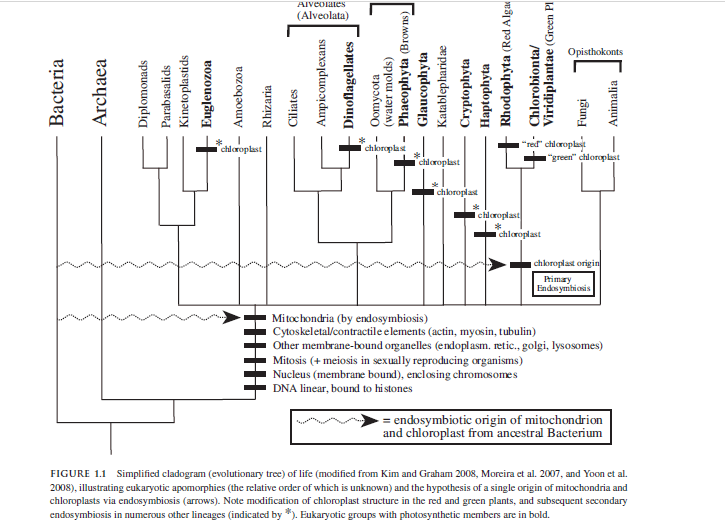 Alveolates
(Alveolata)
Opisthokonts
Bacteria
Archaea
Diplomonads
Parabasalids
Kinetoplastids
Euglenozoa
Amoebozoa
Rhizaria
Ciliates
Ampicomplexans
Dinoflagellates
Oomycota
(water molds)
Phaeophyta (Browns)
Glaucophyta
Katablepharidae
Cryptophyta
Haptophyta
Rhodophyta (Red
Chlorobionta/
Viridiplantae (Green
Fungi
Animalia
* chloroplast
* chloroplast
* chloroplast
* chloroplast
* chloroplast
* chloroplast
"red" chloroplast
"green" chloroplast
chloroplast origin
Primary
Endosymbiosis
Mitochondria (by endosymbiosis)
Cytoskeletal/contractile elements (actin, myosin, tubulin)
Other membrane-bound organelles (endoplasm. retic., golgi, lysosomes)
Mitosis (+ meiosis in sexually reproducing organisms)
Nucleus (membrane bound), enclosing chromosomes
DNA linear, bound to histones
= endosymbiotic origin of mitochondrion
and chloroplast from ancestral Bacterium
FIGURE 1.1 Simplified cladogram (evolutionary tree) of life (modified from Kim and Graham 2008, Moreira et al. 2007, and Yoon et al.
2008), illustrating eukaryotic apomorphies (the relative order of which is unknown) and the hypothesis of a single origin of mitochondria and
chloroplasts via endosymbiosis (arrows). Note modification of chloroplast structure in the red and green plants, and subsequent secondary
endosymbiosis in numerous other lineages (indicated by *). Eukaryotic groups with photosynthetic members are in bold.